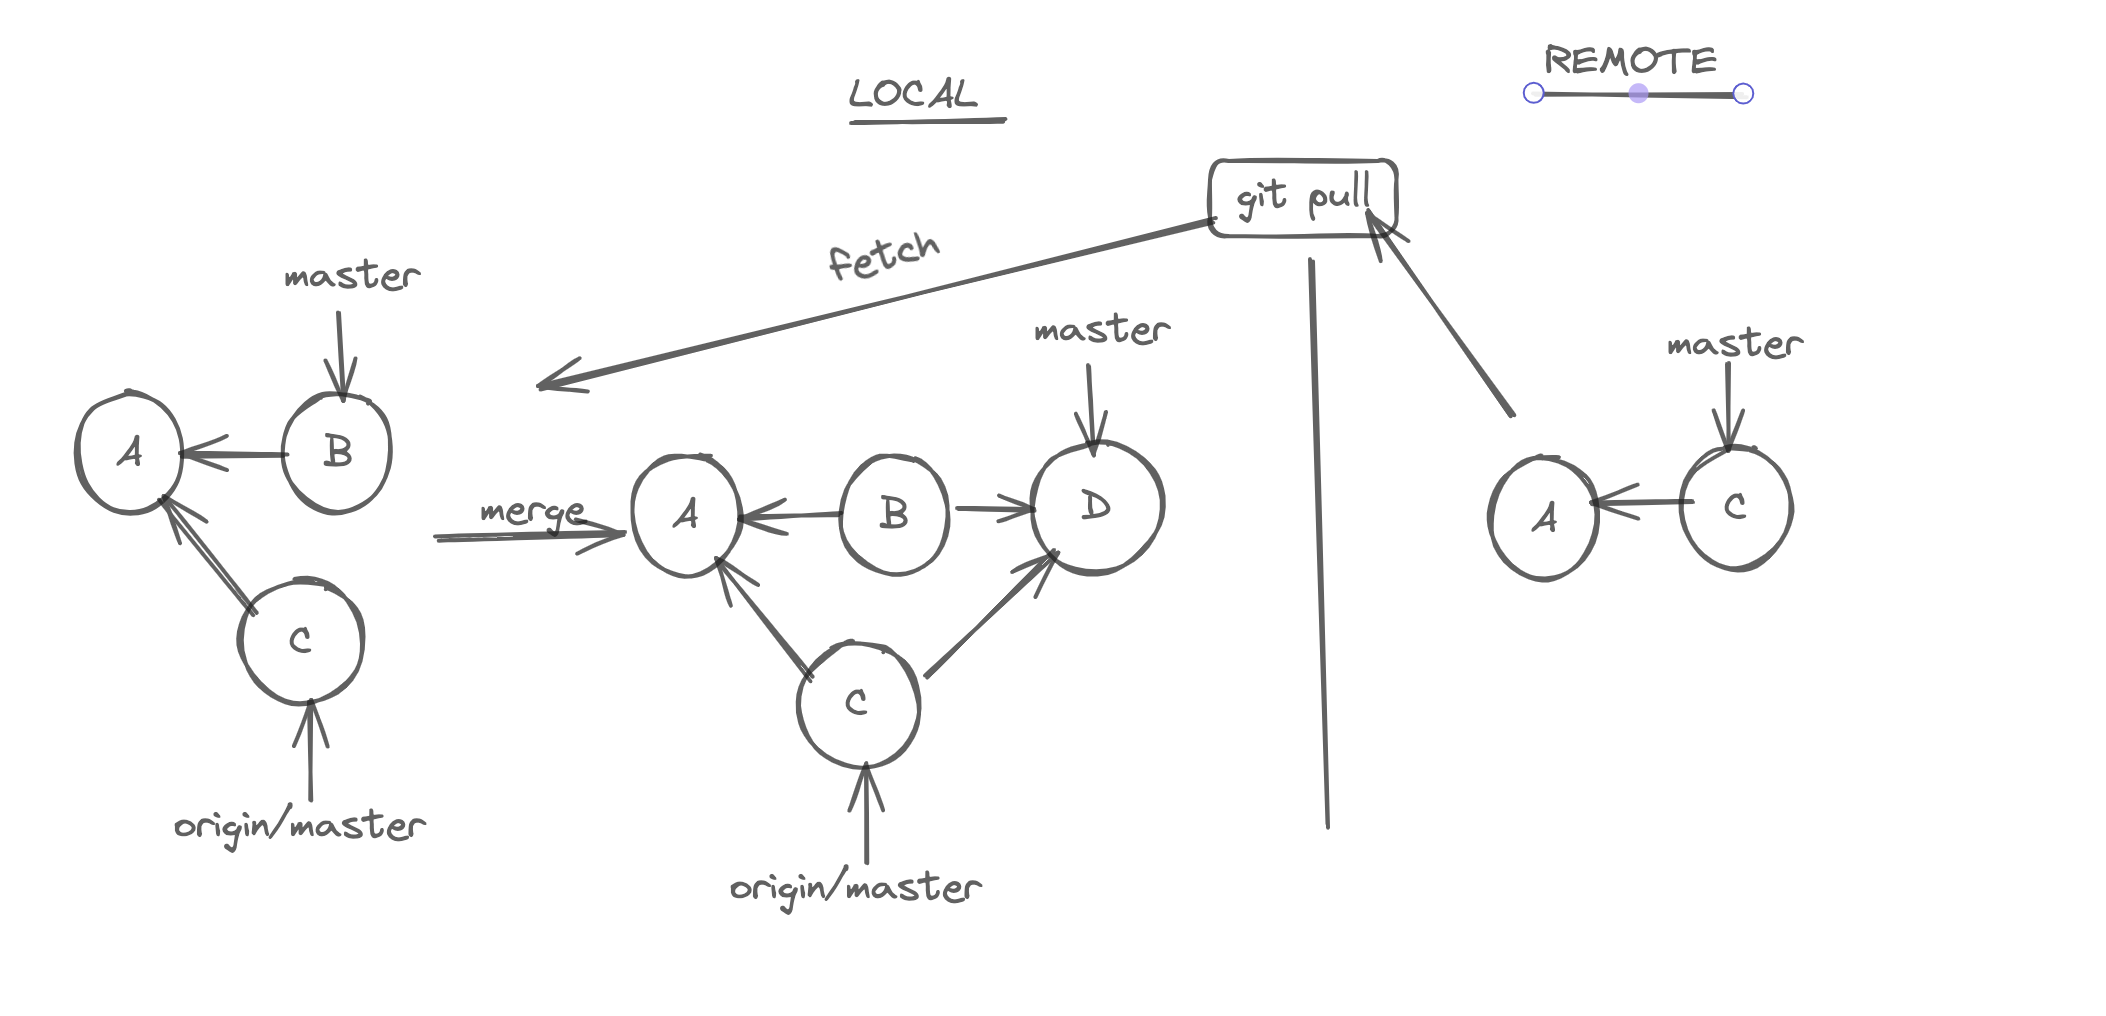 LOCAL
REMOTE
git pull
fetch
master
A
B
C
origin/master
merge
master
A
B
D
C
origin/master
master
A
C